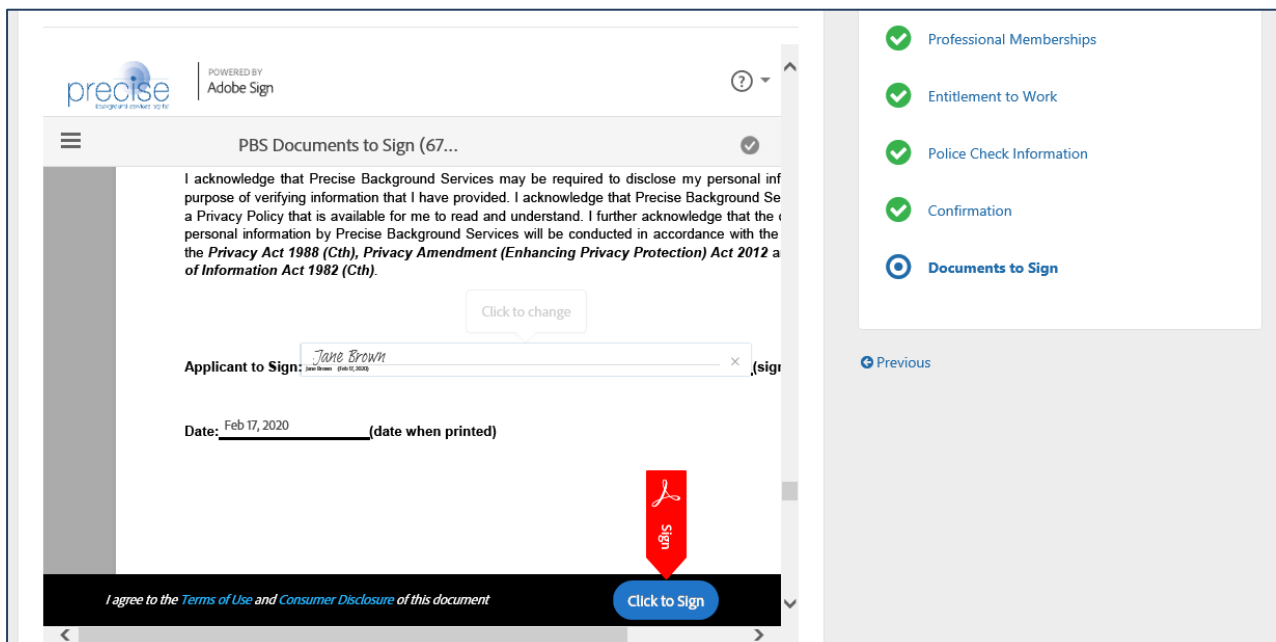 precise
POWERED BY
Adobe Sign
PBS Documents to Sign (67...
I acknowledge that Precise Background Services may be required to disclose my personal inf
purpose of verifying information that I have provided. I acknowledge that Precise Background Se
a Privacy Policy that is available for me to read and understand. I further acknowledge that the
personal information by Precise Background Services will be conducted in accordance with the
the Privacy Act 1988 (Cth), Privacy Amendment (Enhancing Privacy Protection) Act 2012 a
of Information Act 1982 (Cth).
Click to change
Applicant to Sign: Jane Brown (sign
Jane Brown (Feb 17, 2020)
Date: Feb 17, 2020 (date when printed)
Sign
I agree to the Terms of Use and Consumer Disclosure of this document
Click to Sign
Professional Memberships
Entitlement to Work
Police Check Information
Confirmation
Documents to Sign
Previous